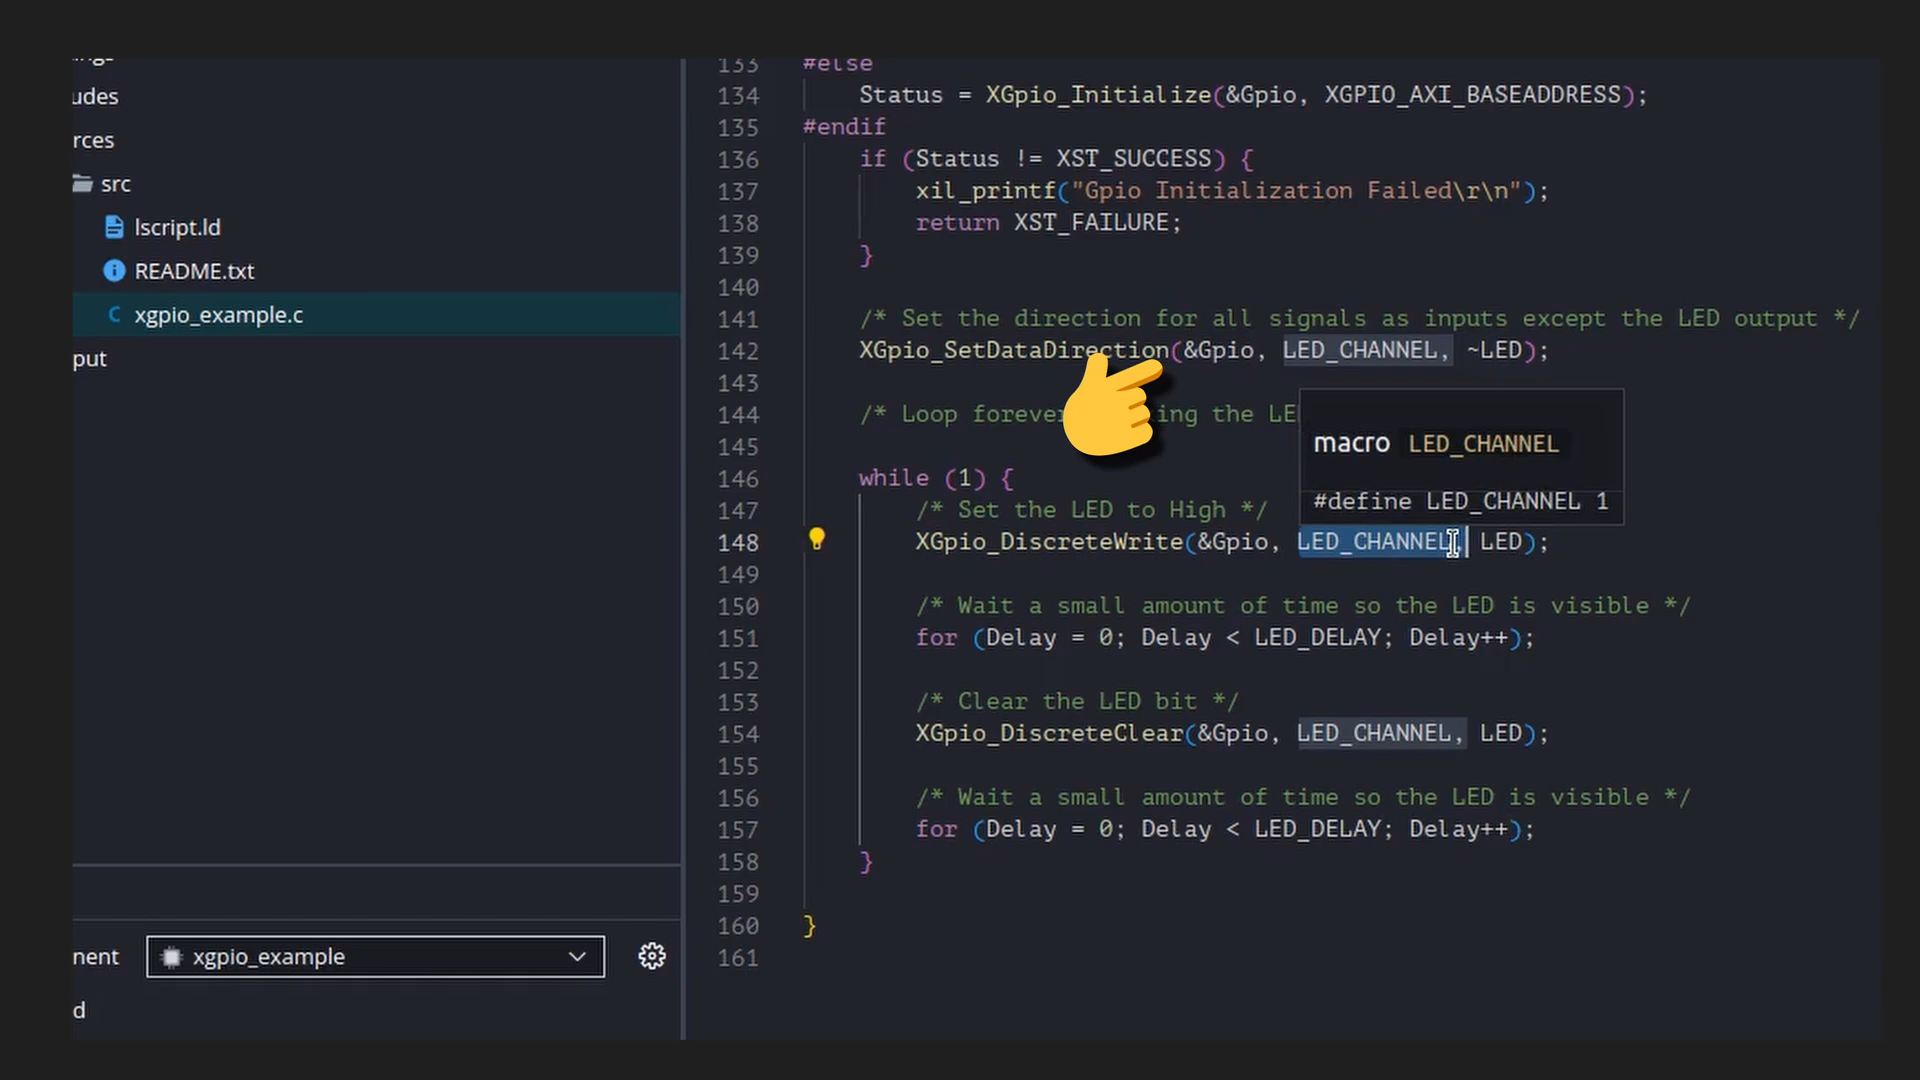 udes
rces
src
lscript.ld
README.txt
xgpio_example.c
put
nent
xgpio_example
d
133 #else
134 Status = XGpio_Initialize(&Gpio, XGPIO_AXI_BASEADDRESS);
135 #endif
136 if (Status != XST_SUCCESS) {
137 xil_printf("Gpio Initialization Failed\r\n");
138 return XST_FAILURE;
139 }
140
141 /* Set the direction for all signals as inputs except the LED output */
142 XGpio_SetDataDirection(&Gpio, LED_CHANNEL, ~LED);
143
144 /* Loop forever ing the LE
145
146 while (1) {
147 /* Set the LED to High */
148 XGpio_DiscreteWrite(&Gpio, LED_CHANNEL, LED);
149
150 /* Wait a small amount of time so the LED is visible */
151 for (Delay = 0; Delay < LED_DELAY; Delay++);
152
153 /* Clear the LED bit */
154 XGpio_DiscreteClear(&Gpio, LED_CHANNEL, LED);
155
156 /* Wait a small amount of time so the LED is visible */
157 for (Delay = 0; Delay < LED_DELAY; Delay++);
158 }
159
160 }
161
macro LED_CHANNEL
#define LED_CHANNEL 1